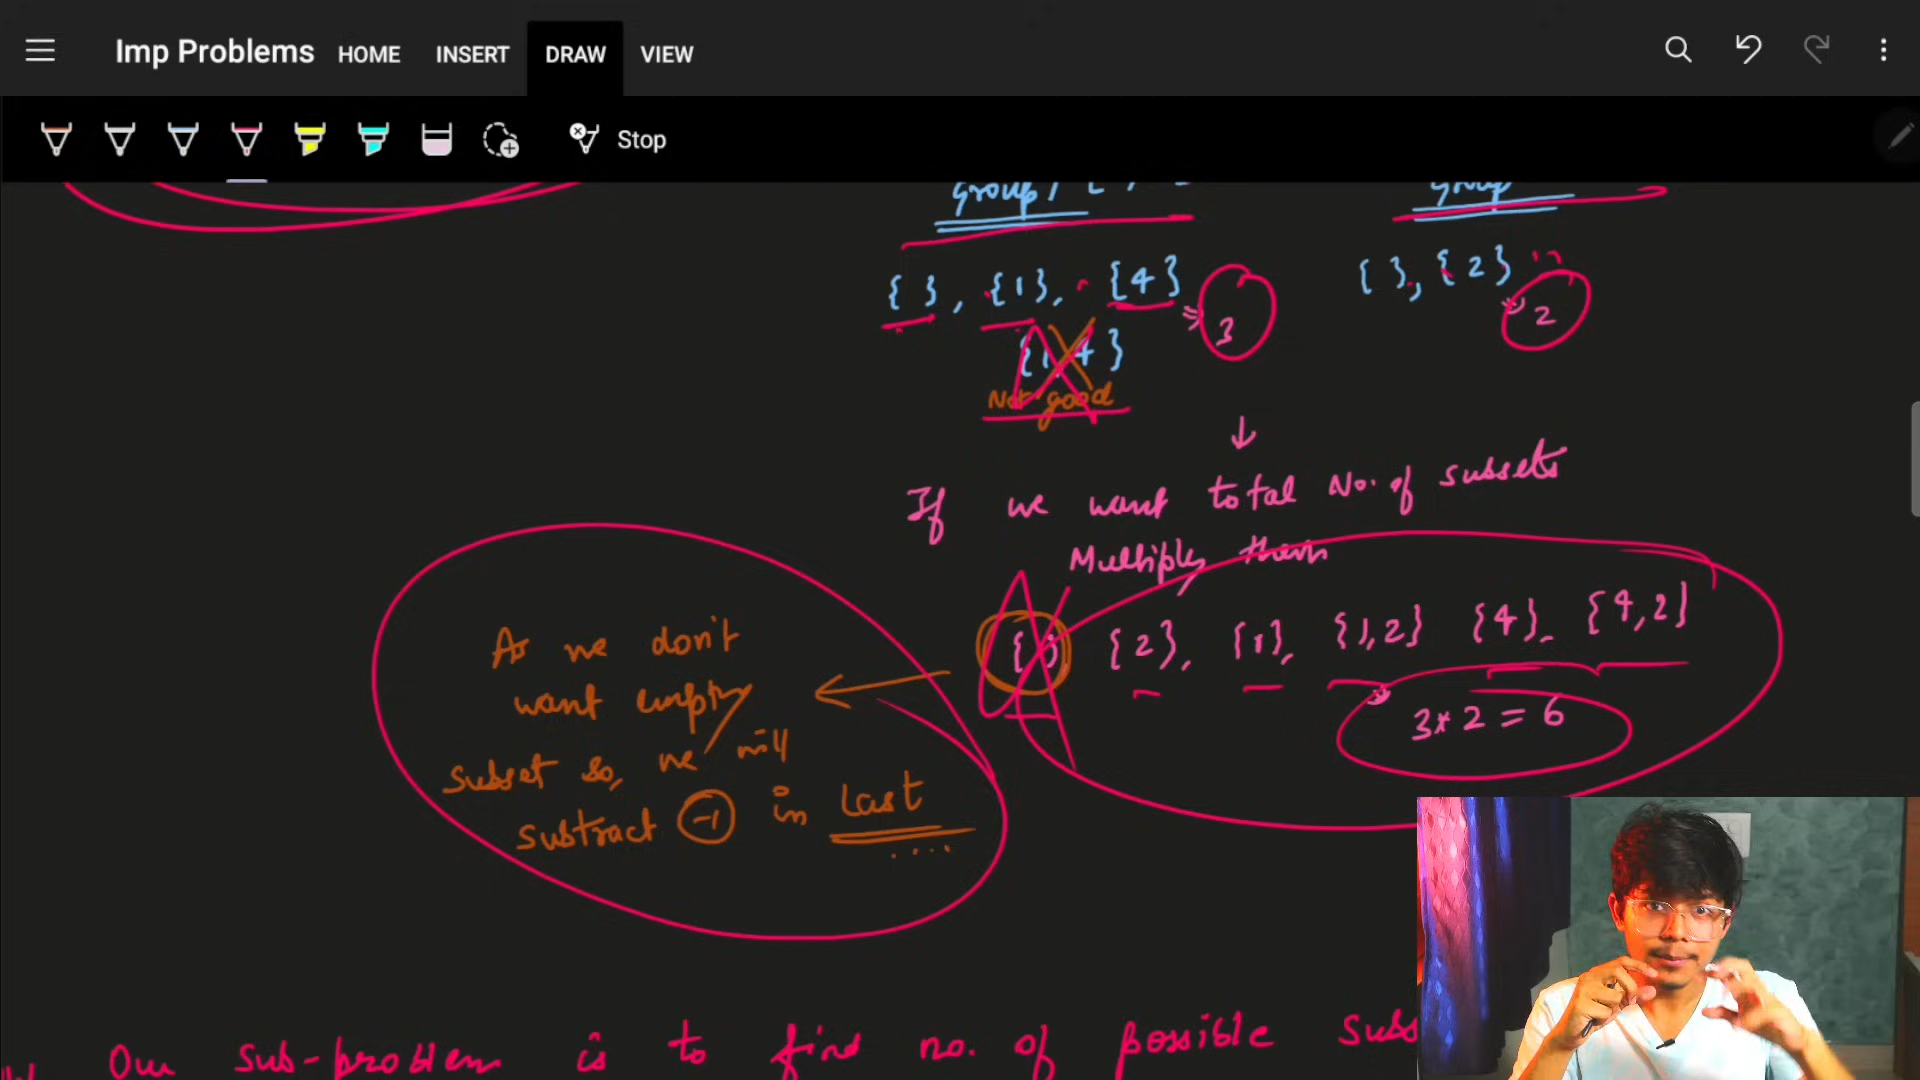 Imp Problems HOME INSERT DRAW VIEW
Stop
Group
Group
{ }, {1}, {4} 3
{ }, {2} 2
{1, 4}
Not good
If we want total No. of subsets
Multiply them
{ } {2}, {1}, {1,2} {4}, {4,2}
3*2 = 6
As we don't
want empty
subset so, we will
subtract -1 in Last
Our sub-problem is to find no. of possible subs